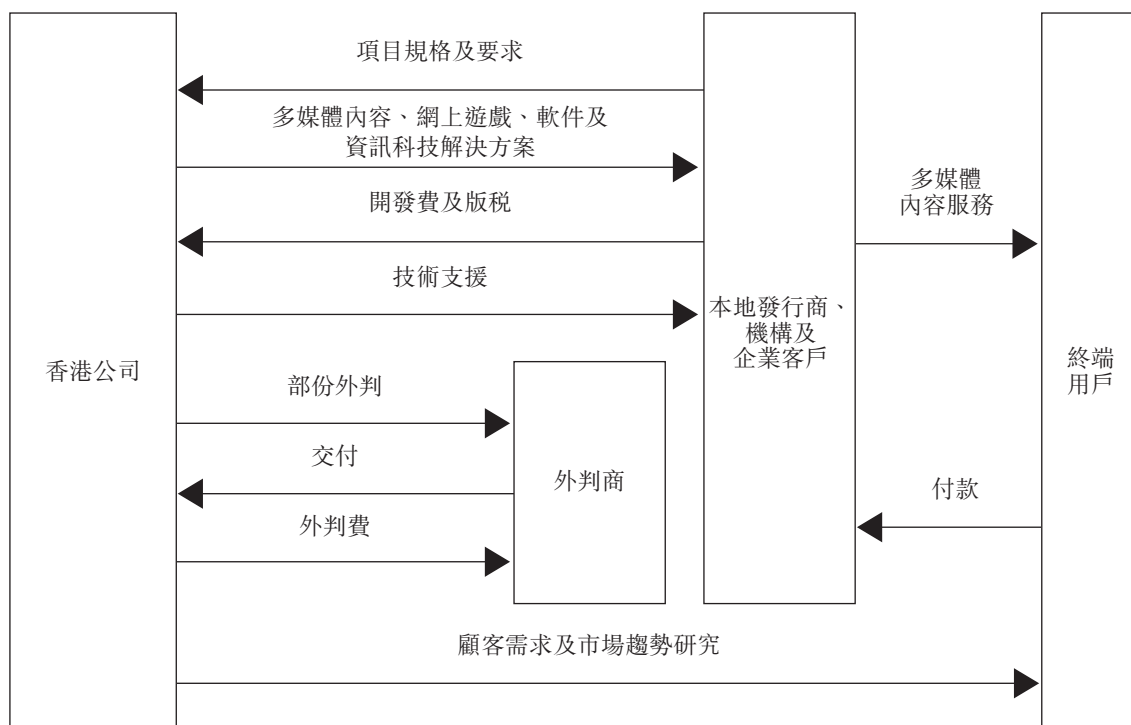 項目規格及要求
多媒體內容、網上遊戲、軟件及
資訊科技解決方案
多媒體
內容服務
開發費及版税
技術支援
本地發行商、
機構及
企業客戶
香港公司
終端
用戶
部份外判
交付
外判商
付款
外判費
顧客需求及市場趨勢研究